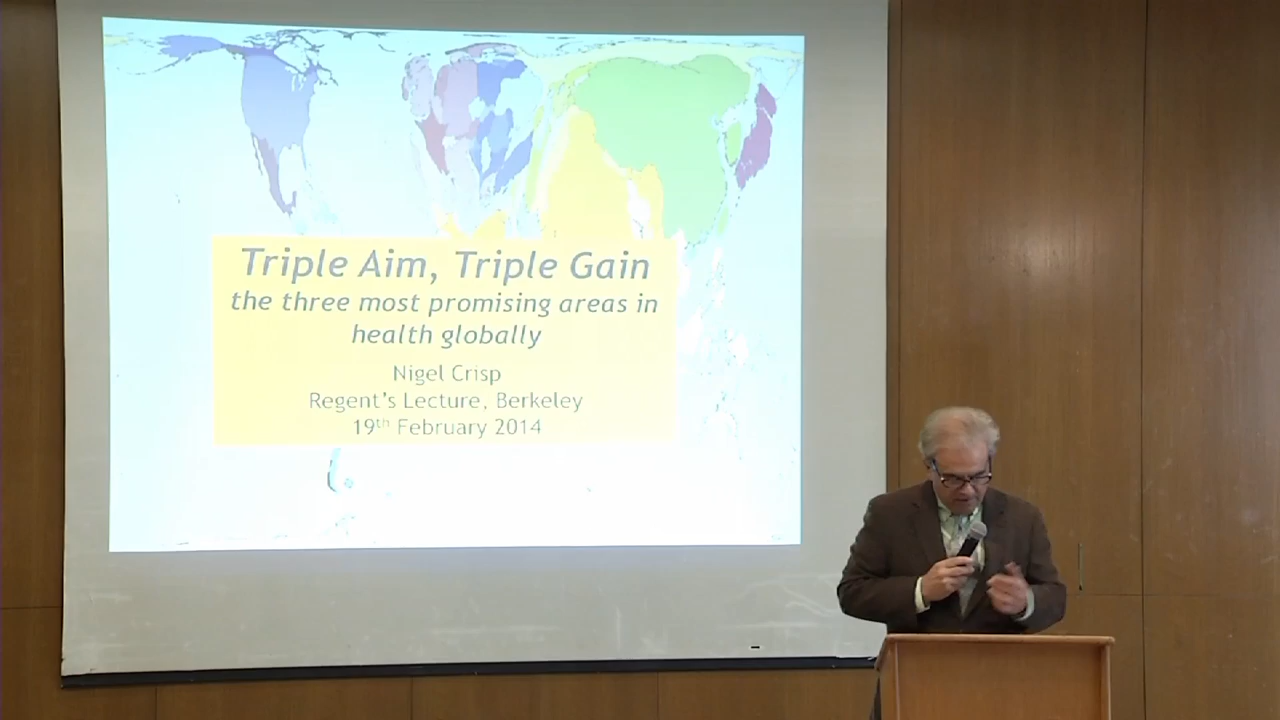 Triple Aim, Triple Gain
the three most promising areas in
health globally
Nigel Crisp
Regent's Lecture, Berkeley
19th February 2014